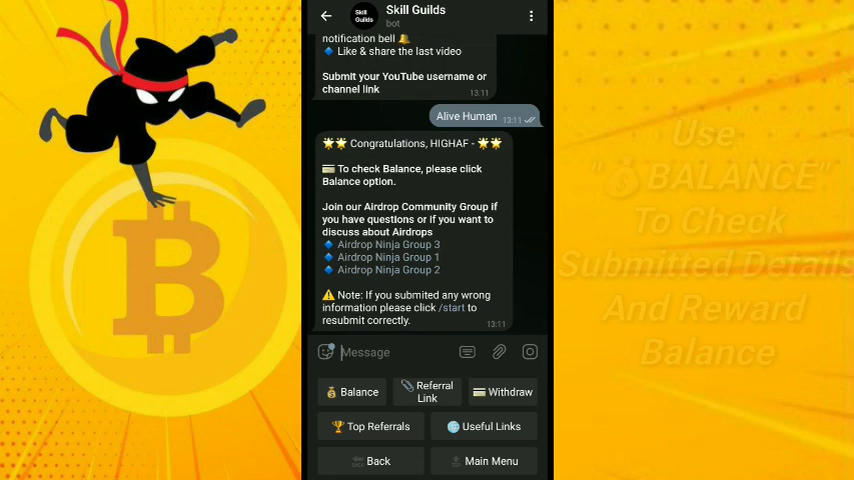 Skill Guilds
Skill
Guilds
bot
notification bell 🔔
🔹 Like & share the last video
Submit your YouTube username or
channel link
13:11
Alive Human 13:11
🌟🌟 Congratulations, HIGHAF - 🌟🌟
💳 To check Balance, please click
Balance option.
Join our Airdrop Community Group if
you have questions or if you want to
discuss about Airdrops
🔹 Airdrop Ninja Group 3
🔹 Airdrop Ninja Group 1
🔹 Airdrop Ninja Group 2
⚠️ Note: If you submited any wrong
information please click /start to
resubmit correctly.
13:11
Message
💰 Balance
📎 Referral
Link
💳 Withdraw
🏆 Top Referrals
🌐 Useful Links
🔙 Back
🔝 Main Menu
Use
"💰BALANCE"
To Check
Submitted Details
And Reward
Balance